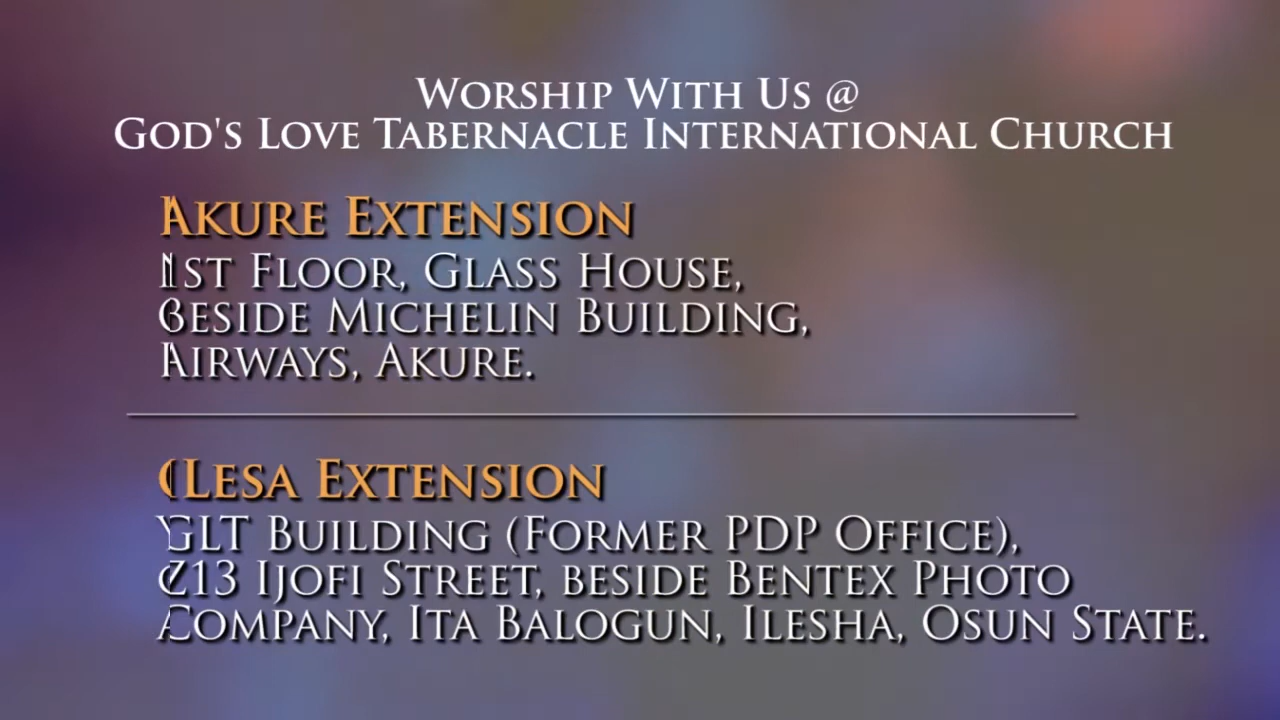 Worship With Us @
God's Love Tabernacle International Church
Akure Extension
1st Floor, Glass House,
Beside Michelin Building,
Airways, Akure.
Lesa Extension
GLT Building (Former PDP Office),
Ijofi Street, beside Bentex Photo
Company, Ita Balogun, Ilesha, Osun State.